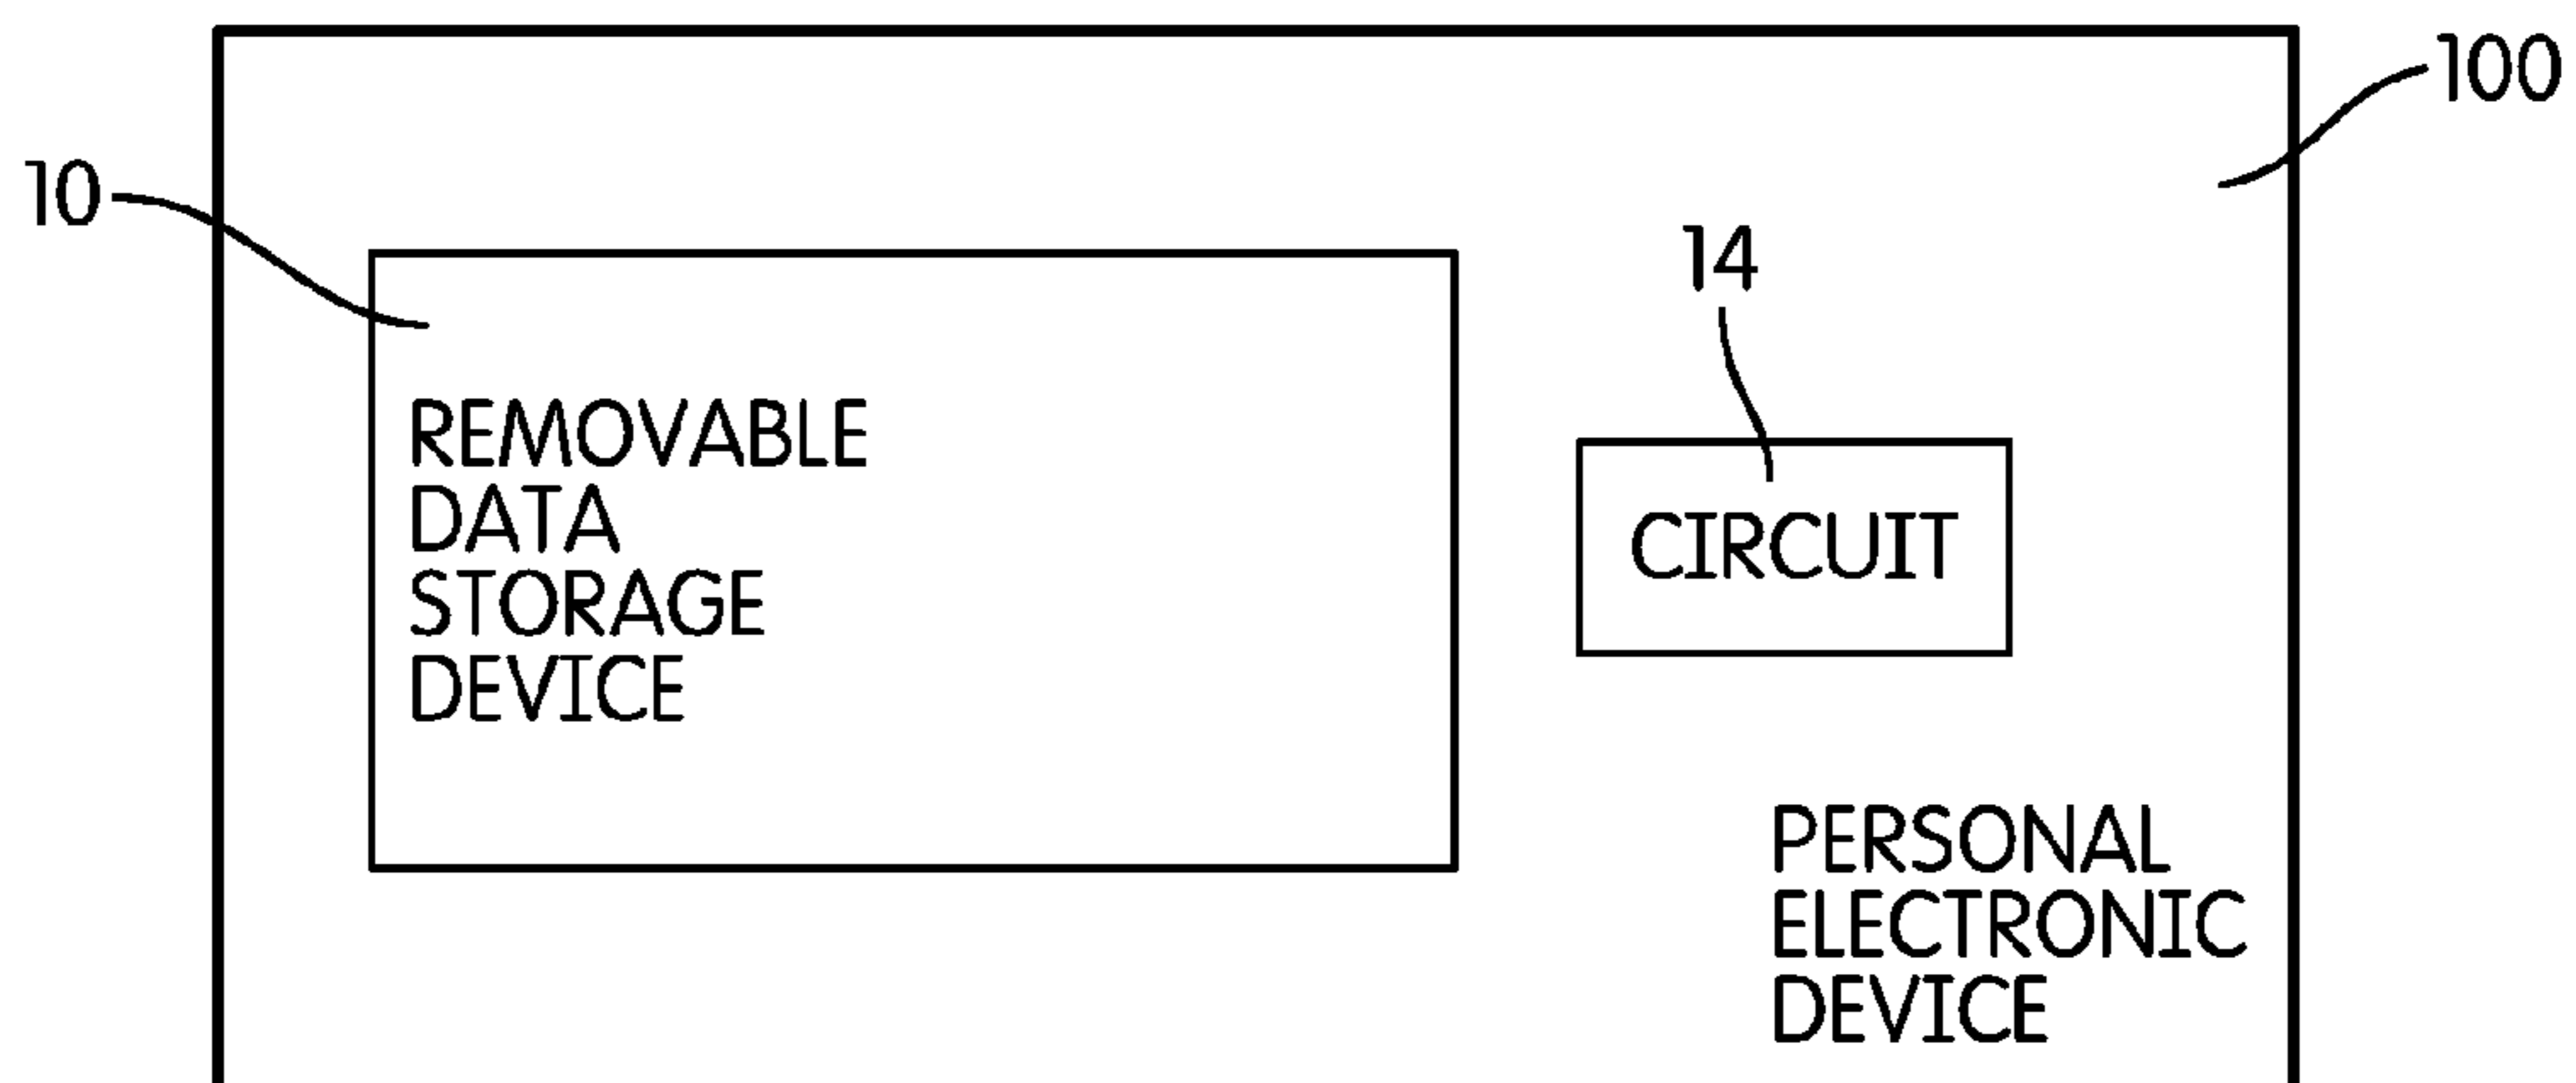 100
10
14
REMOVABLE
DATA
STORAGE
DEVICE
CIRCUIT
PERSONAL
ELECTRONIC
DEVICE